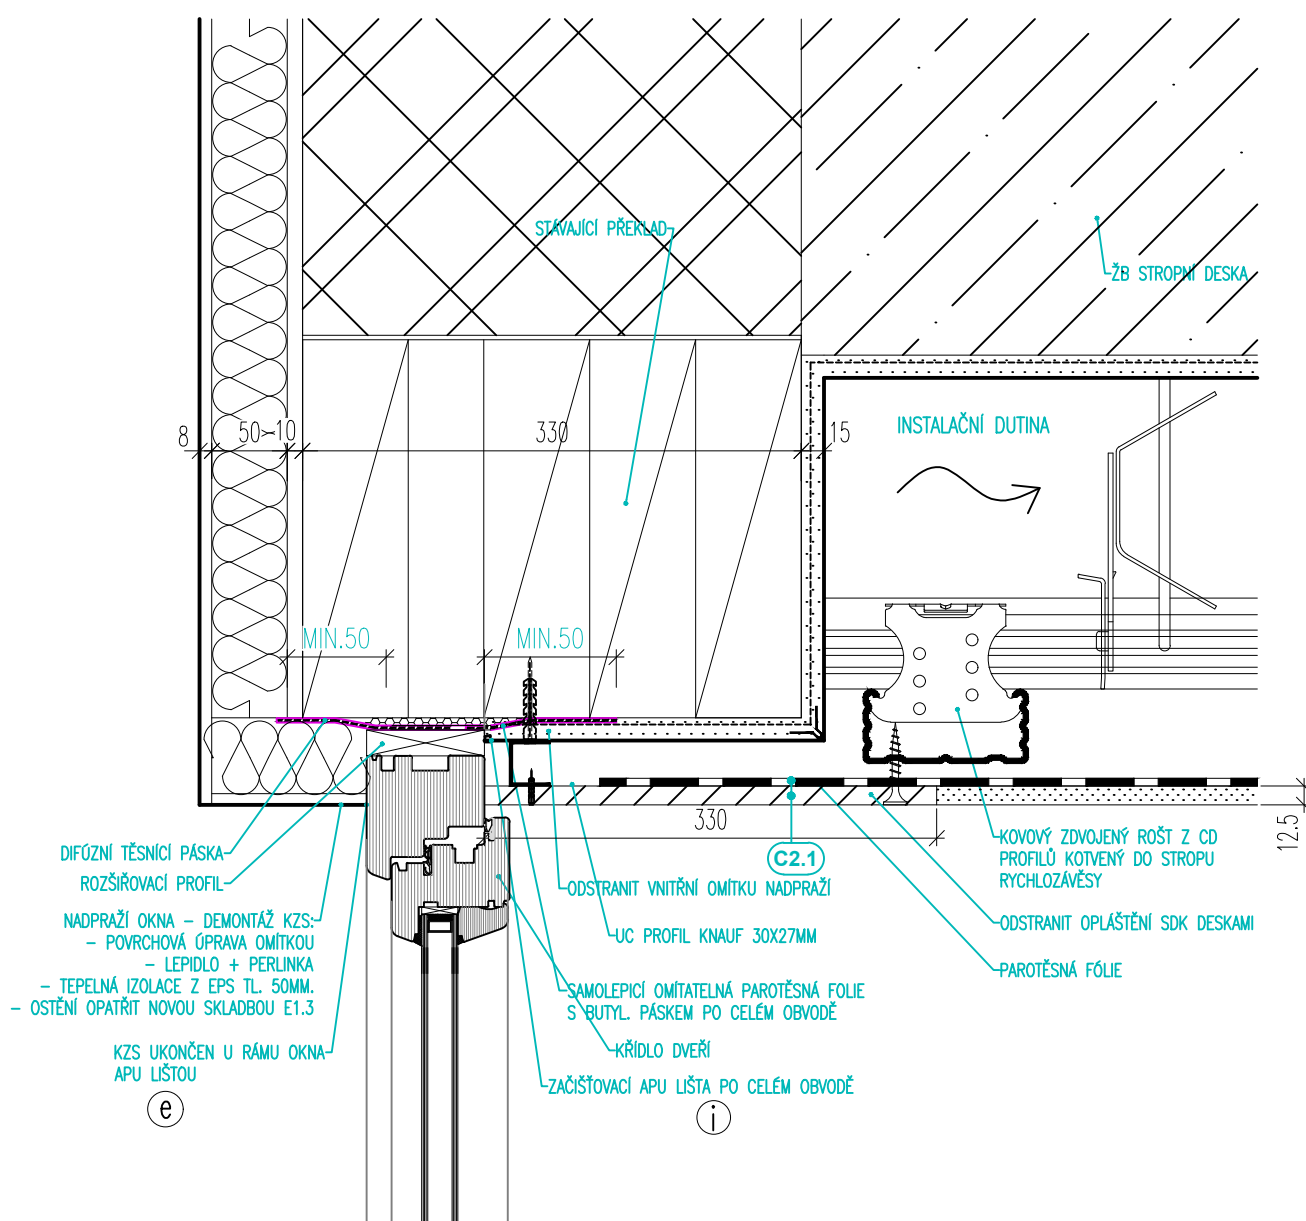 STÁVAJÍCÍ PŘEKLAD
ŽB STROPNÍ DESKA
INSTALAČNÍ DUTINA
8
50
10
330
15
MIN.50
MIN.50
330
12.5
C2.1
DIFÚZNÍ TĚSNÍCÍ PÁSKA
ROZŠIŘOVACÍ PROFIL
NADPRAŽÍ OKNA – DEMONTÁŽ KZS:
– POVRCHOVÁ ÚPRAVA OMÍTKOU
– LEPIDLO + PERLINKA
– TEPELNÁ IZOLACE Z EPS TL. 50MM.
– OSTĚNÍ OPATŘIT NOVOU SKLADBOU E1.3
KZS UKONČEN U RÁMU OKNA
APU LIŠTOU
e
ODSTRANIT VNITŘNÍ OMÍTKU NADPRAŽÍ
UC PROFIL KNAUF 30X27MM
SAMOLEPICÍ OMÍTATELNÁ PAROTĚSNÁ FOLIE
S BUTYL. PÁSKEM PO CELÉM OBVODĚ
KŘÍDLO DVEŘÍ
ZAČIŠŤOVACÍ APU LIŠTA PO CELÉM OBVODĚ
i
KOVOVÝ ZDVOJENÝ ROŠT Z CD
PROFILŮ KOTVENÝ DO STROPU
RYCHLOZÁVĚSY
ODSTRANIT OPLÁŠTĚNÍ SDK DESKAMI
PAROTĚSNÁ FÓLIE